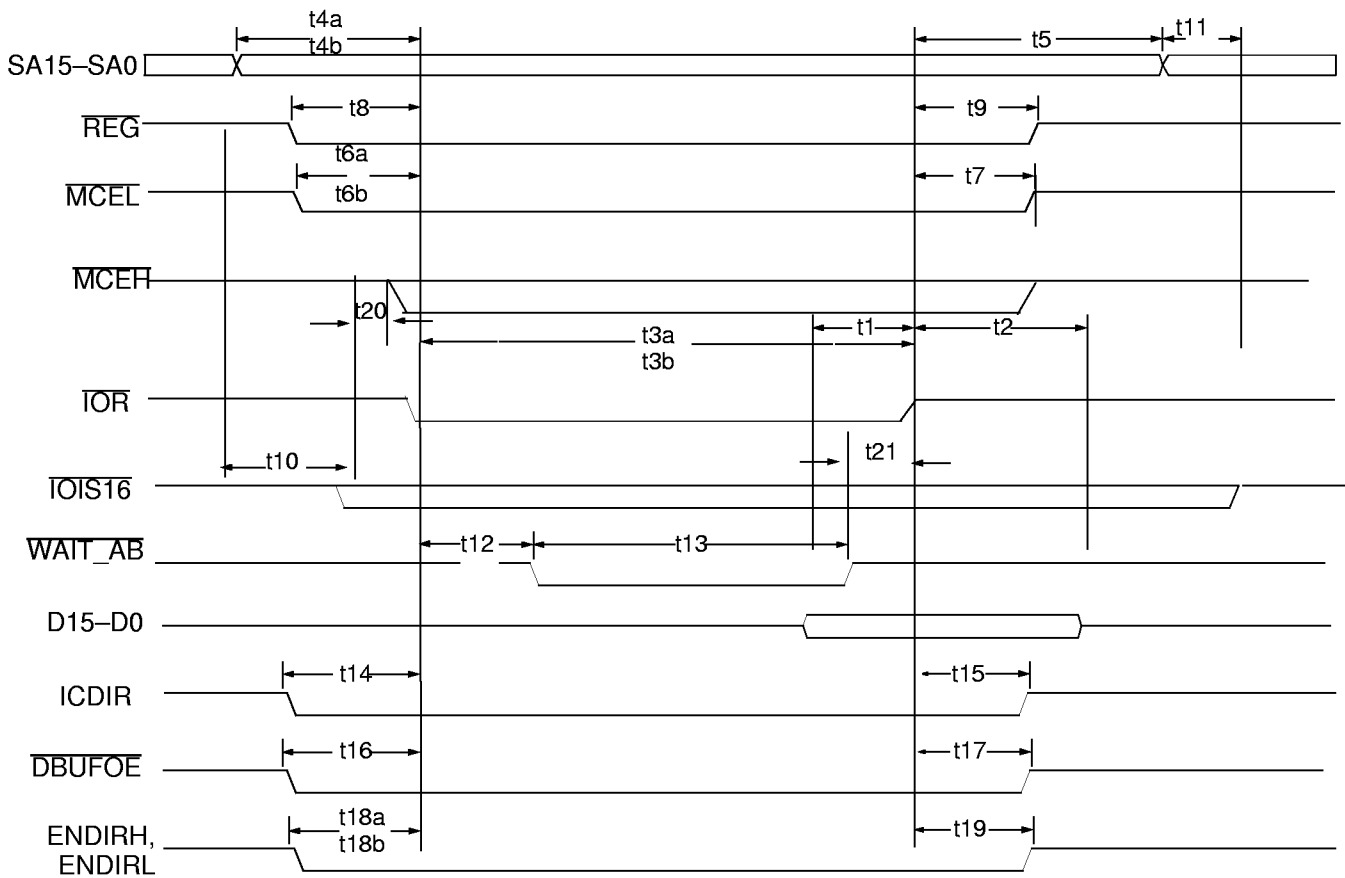 t4a
t4b
t5
t11
SA15–SA0
t8
t9
REG
t6a
t6b
t7
MCEL
MCEH
t20
t1
t2
t3a
t3b
IOR
t21
t10
IOIS16
t12
t13
WAIT_AB
D15–D0
t14
t15
ICDIR
t16
t17
DBUFOE
t18a
t18b
t19
ENDIRH,
ENDIRL